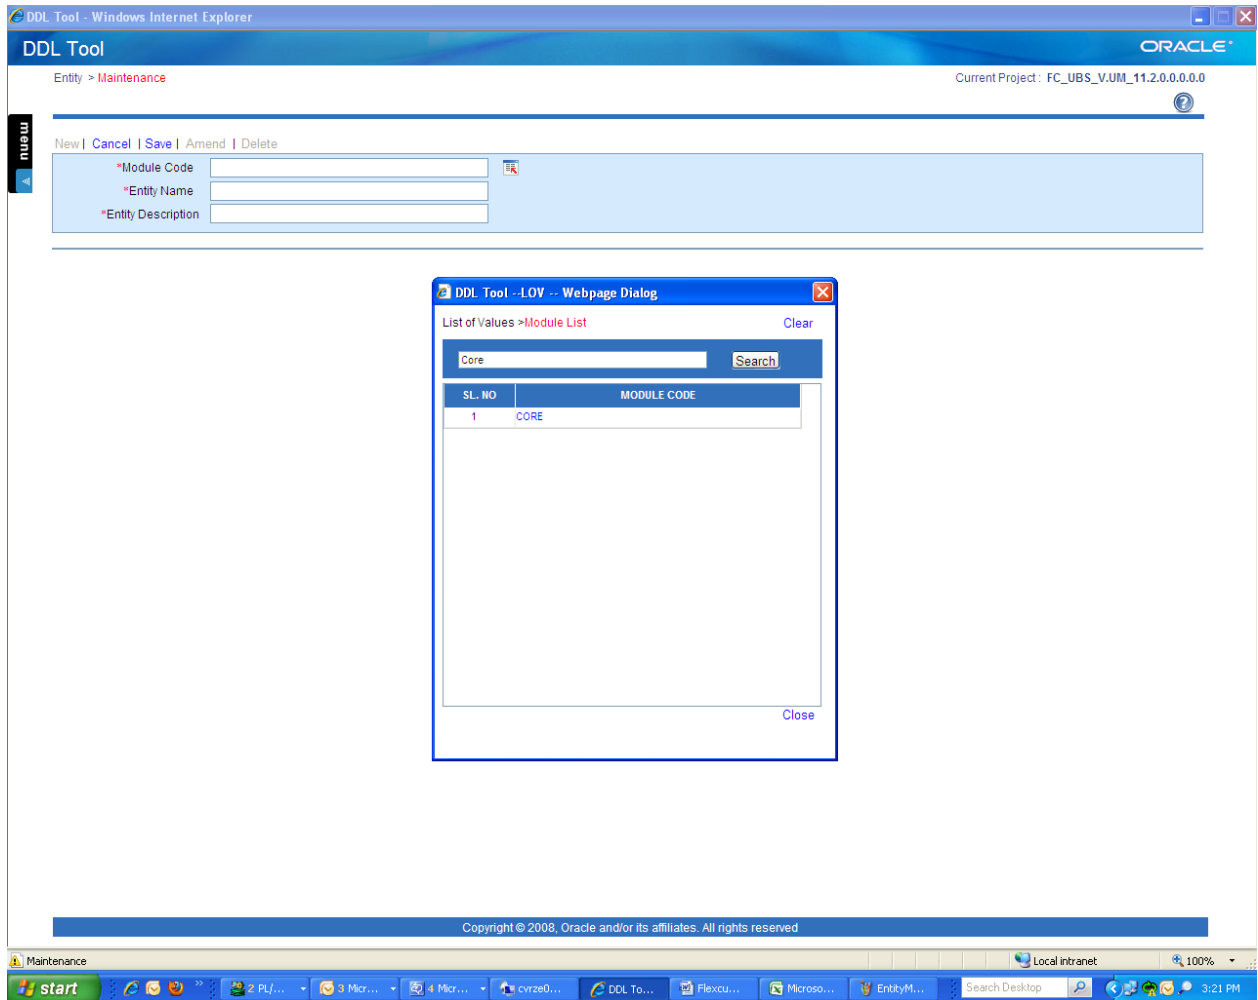 DDL Tool - Windows Internet Explorer
DDL Tool
ORACLE
Entity > Maintenance
Current Project : FC_UBS_V.UM_11.2.0.0.0.0.0
menu
New | Cancel | Save | Amend | Delete
*Module Code
*Entity Name
*Entity Description
DDL Tool --LOV -- Webpage Dialog
List of Values >Module List
Clear
Core
Search
SL. NO MODULE CODE
1 CORE
Close
Copyright © 2008, Oracle and/or its affiliates. All rights reserved
Maintenance
Local intranet
100%
start
2 PL/...
3 Micr...
4 Micr...
cvrze0...
DDL To...
Flexcu...
Microso...
EntityM...
Search Desktop
3:21 PM